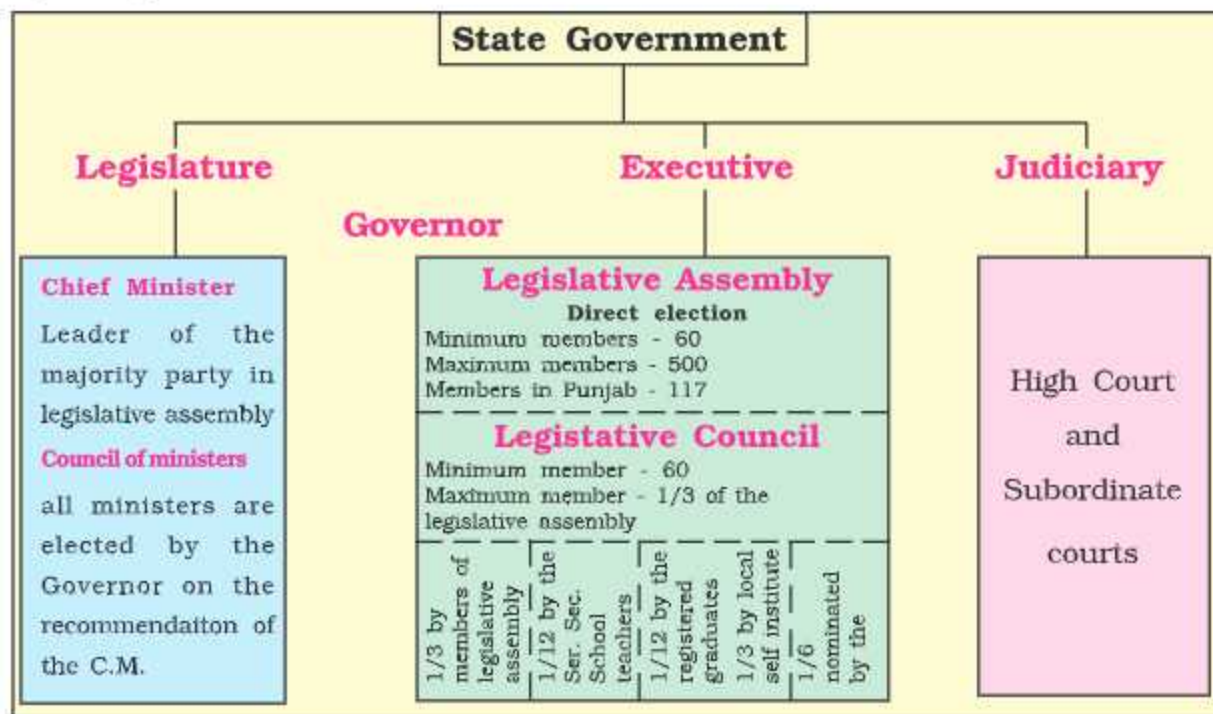 State Government
Legislature
Executive
Judiciary
Governor
Chief Minister
Leader of the
majority party in
legislative assembly
Council of ministers
all ministers are
elected by the
Governor on the
recommendaiton of
the C.M.
Legislative Assembly
Direct election
Minimum members - 60
Maximum members - 500
Members in Punjab - 117
Legistative Council
Minimum member - 60
Maximum member - 1/3 of the
legislative assembly
1/3 by
members of
legislative
assembly
1/12 by the
Ser. Sec.
School
teachers
1/12 by the
registered
graduates
1/3 by local
self institute
1/6
nominated
by the
High Court
and
Subordinate
courts